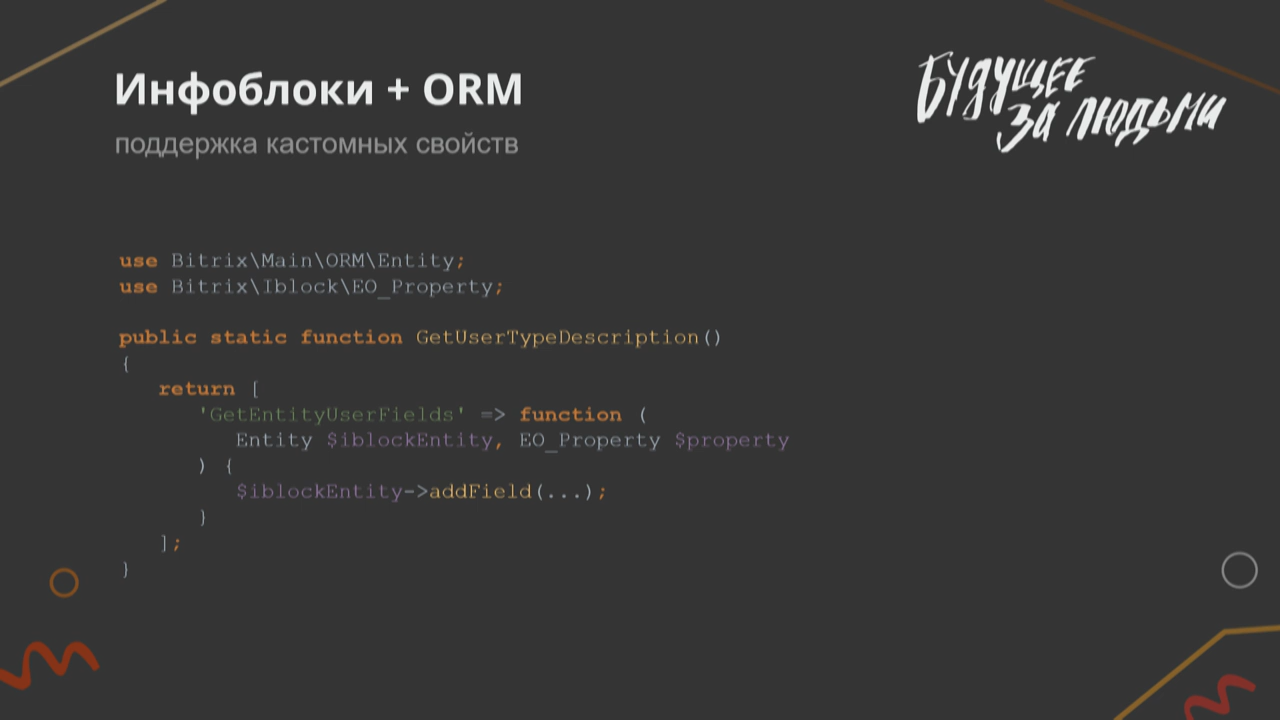 Инфоблоки + ORM
поддержка кастомных свойств
Будущее
за людьми
use Bitrix\Main\ORM\Entity;
use Bitrix\Iblock\EO_Property;
public static function GetUserTypeDescription()
{
return [
'GetEntityUserFields' => function (
Entity $iblockEntity, EO_Property $property
) {
$iblockEntity->addField(...);
}
];
}